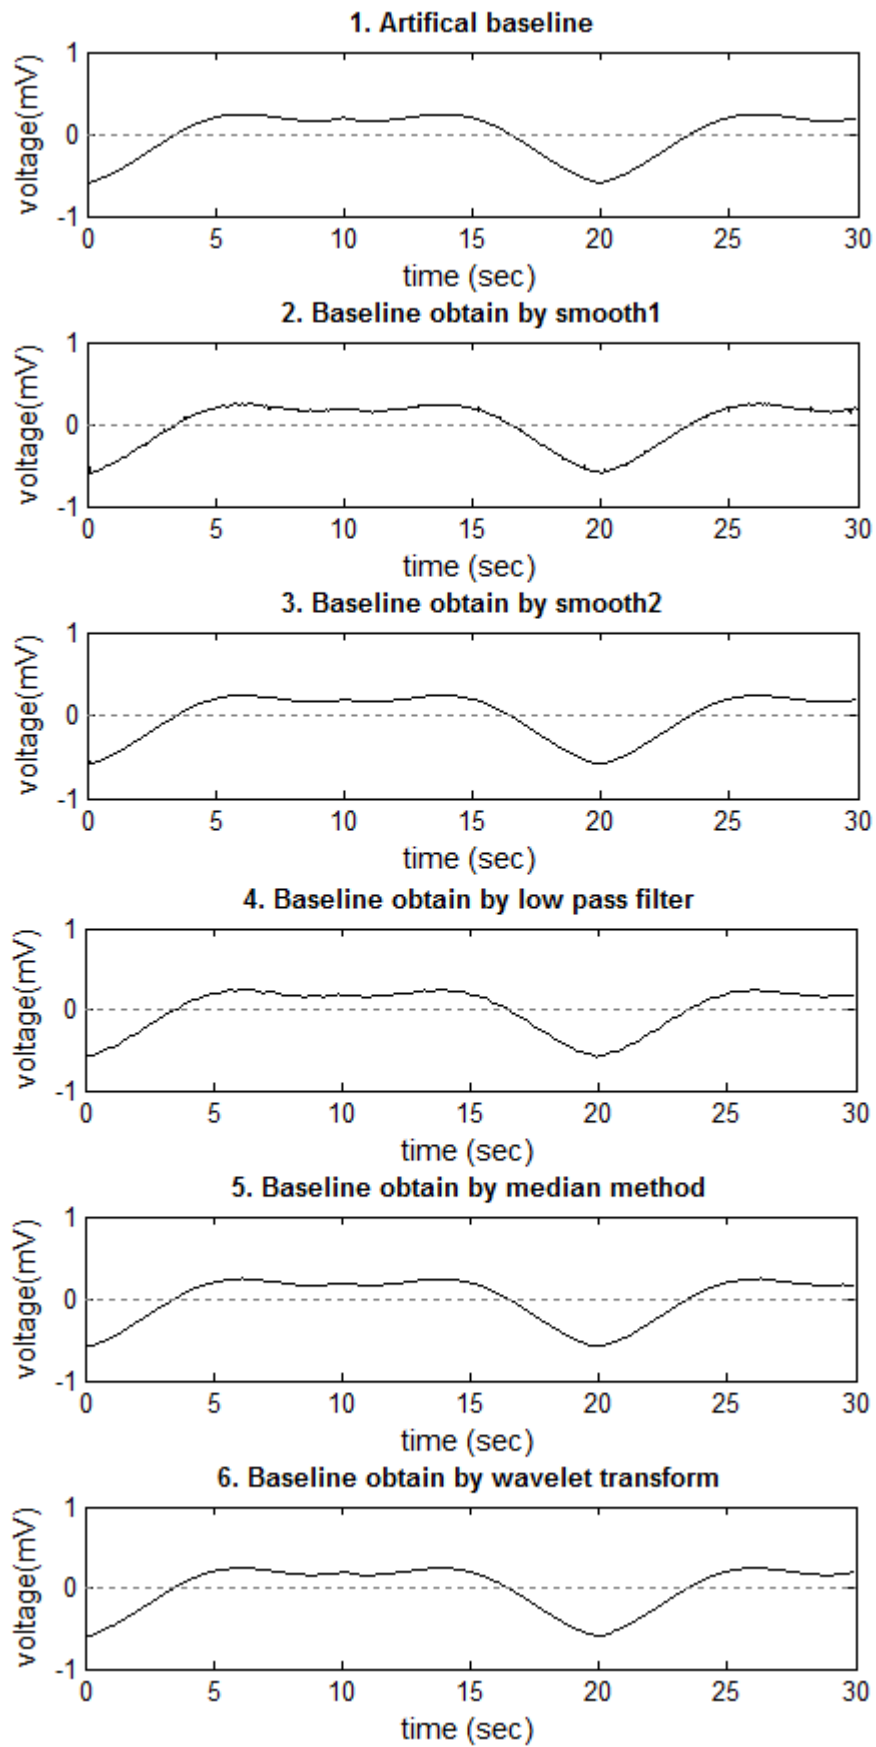 1. Artifical baseline
1
0
-1
voltage(mV)
0 5 10 15 20 25 30
time (sec)
2. Baseline obtain by smooth1
1
0
-1
voltage(mV)
0 5 10 15 20 25 30
time (sec)
3. Baseline obtain by smooth2
1
0
-1
voltage(mV)
0 5 10 15 20 25 30
time (sec)
4. Baseline obtain by low pass filter
1
0
-1
voltage(mV)
0 5 10 15 20 25 30
time (sec)
5. Baseline obtain by median method
1
0
-1
voltage(mV)
0 5 10 15 20 25 30
time (sec)
6. Baseline obtain by wavelet transform
1
0
-1
voltage(mV)
0 5 10 15 20 25 30
time (sec)